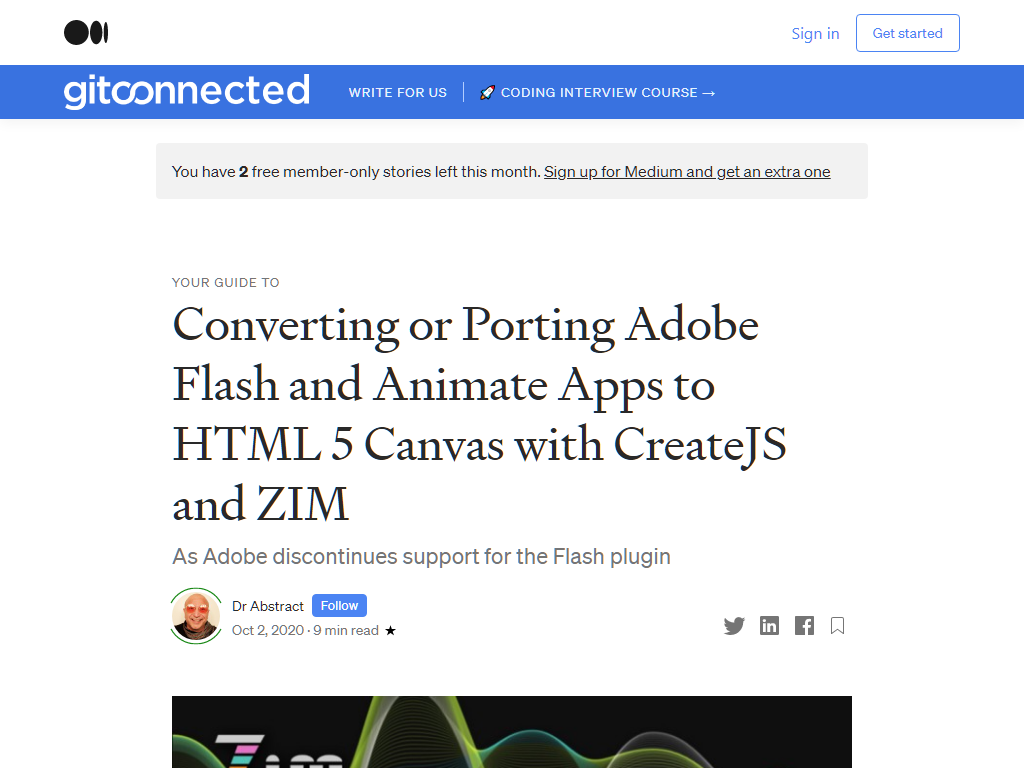 Sign in
Get started
gitconnected
WRITE FOR US
CODING INTERVIEW COURSE →
You have 2 free member-only stories left this month. Sign up for Medium and get an extra one
YOUR GUIDE TO
Converting or Porting Adobe
Flash and Animate Apps to
HTML 5 Canvas with CreateJS
and ZIM
As Adobe discontinues support for the Flash plugin
Dr Abstract
Follow
Oct 2, 2020 · 9 min read ★
Zim